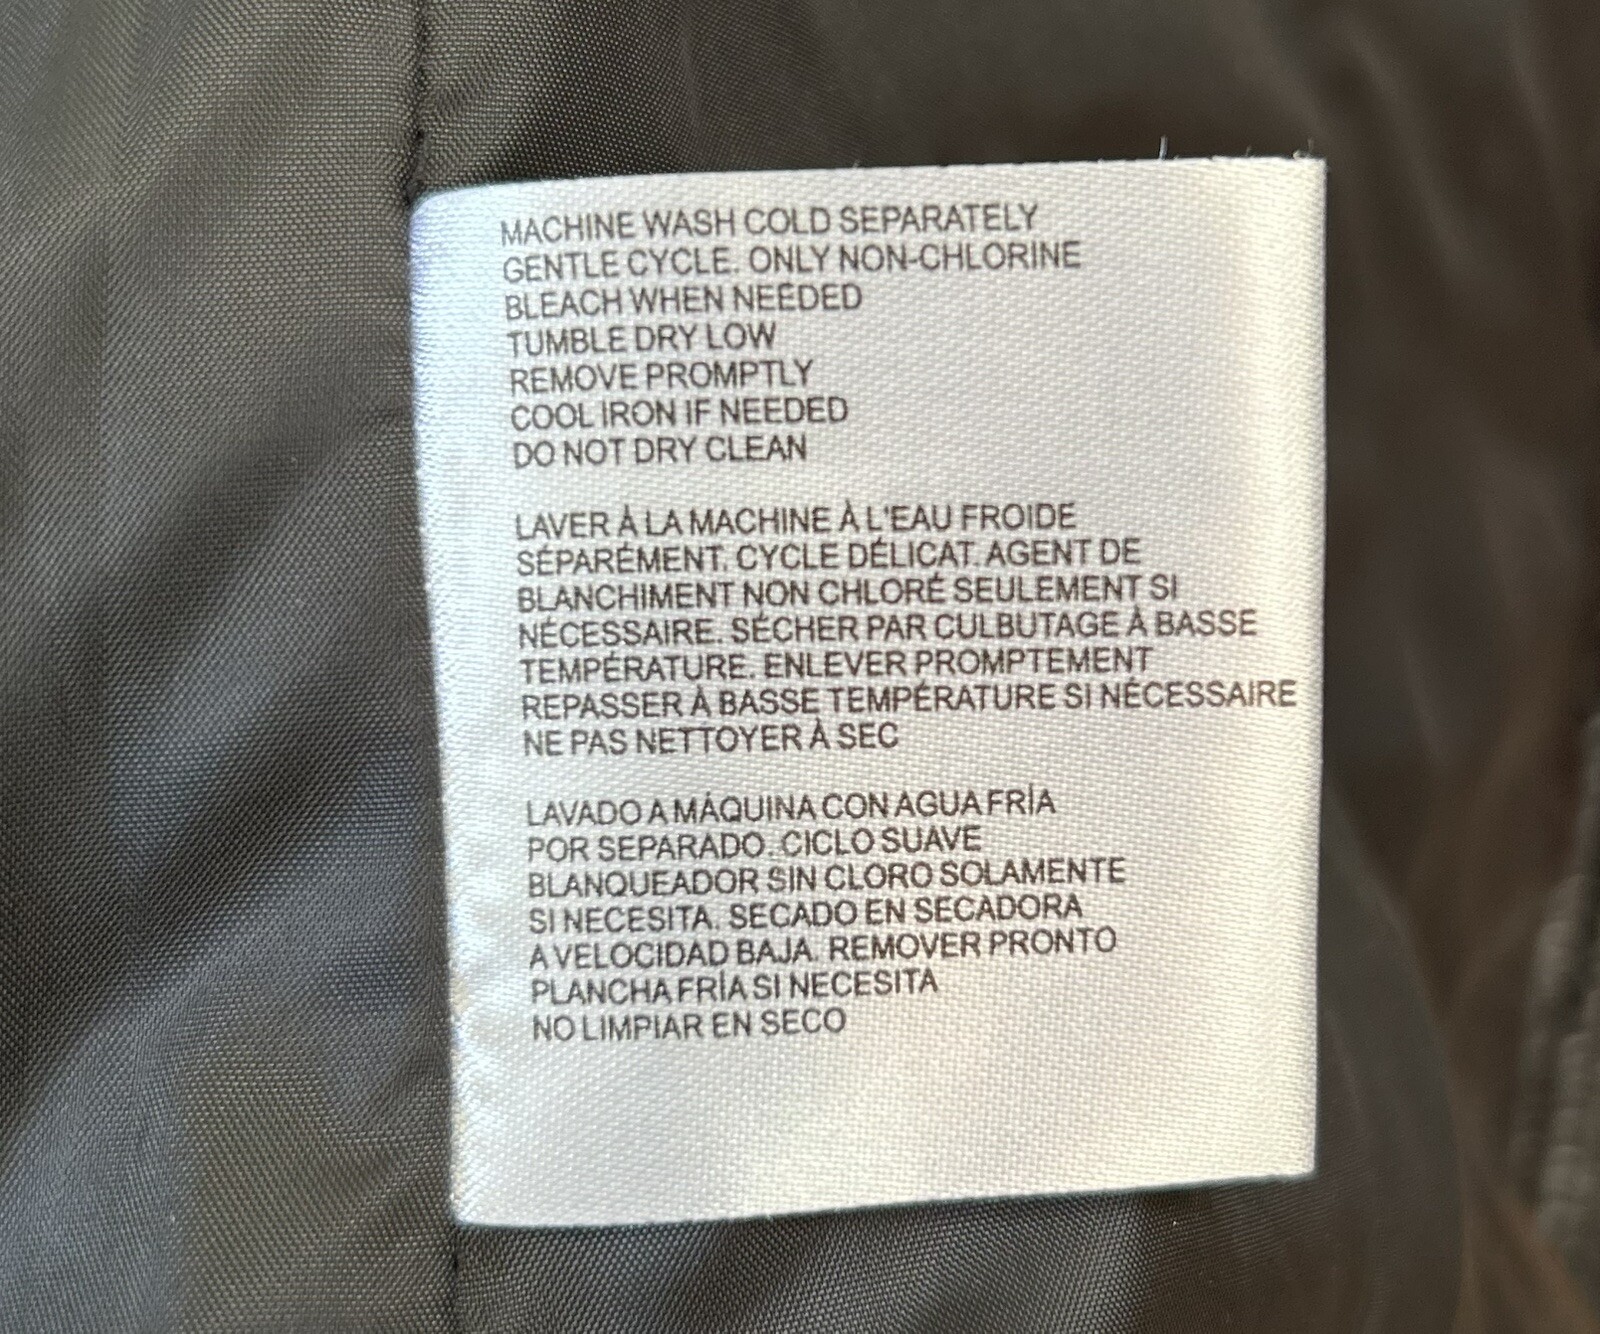 MACHINE WASH COLD SEPARATELY
GENTLE CYCLE. ONLY NON-CHLORINE
BLEACH WHEN NEEDED
TUMBLE DRY LOW
REMOVE PROMPTLY
COOL IRON IF NEEDED
DO NOT DRY CLEAN
LAVER À LA MACHINE À L'EAU FROIDE
SÉPARÉMENT. CYCLE DÉLICAT. AGENT DE
BLANCHIMENT NON CHLORÉ SEULEMENT SI
NÉCESSAIRE. SÉCHER PAR CULBUTAGE À BASSE
TEMPÉRATURE. ENLEVER PROMPTEMENT
REPASSER À BASSE TEMPÉRATURE SI NÉCESSAIRE
NE PAS NETTOYER À SEC
LAVADO A MÁQUINA CON AGUA FRÍA
POR SEPARADO. CICLO SUAVE
BLANQUEADOR SIN CLORO SOLAMENTE
SI NECESITA. SECADO EN SECADORA
A VELOCIDAD BAJA. REMOVER PRONTO
PLANCHA FRÍA SI NECESITA
NO LIMPIAR EN SECO